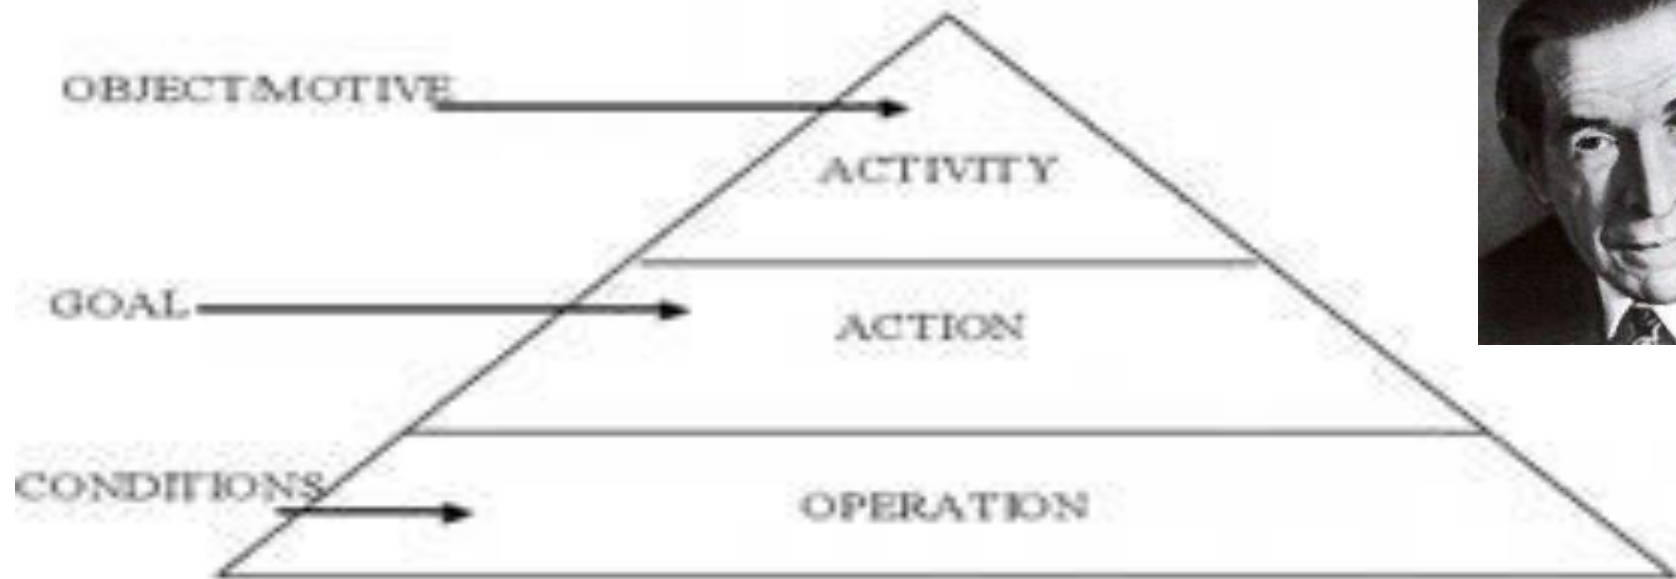 OBJECT/MOTIVE
ACTIVITY
GOAL
ACTION
CONDITIONS
OPERATION